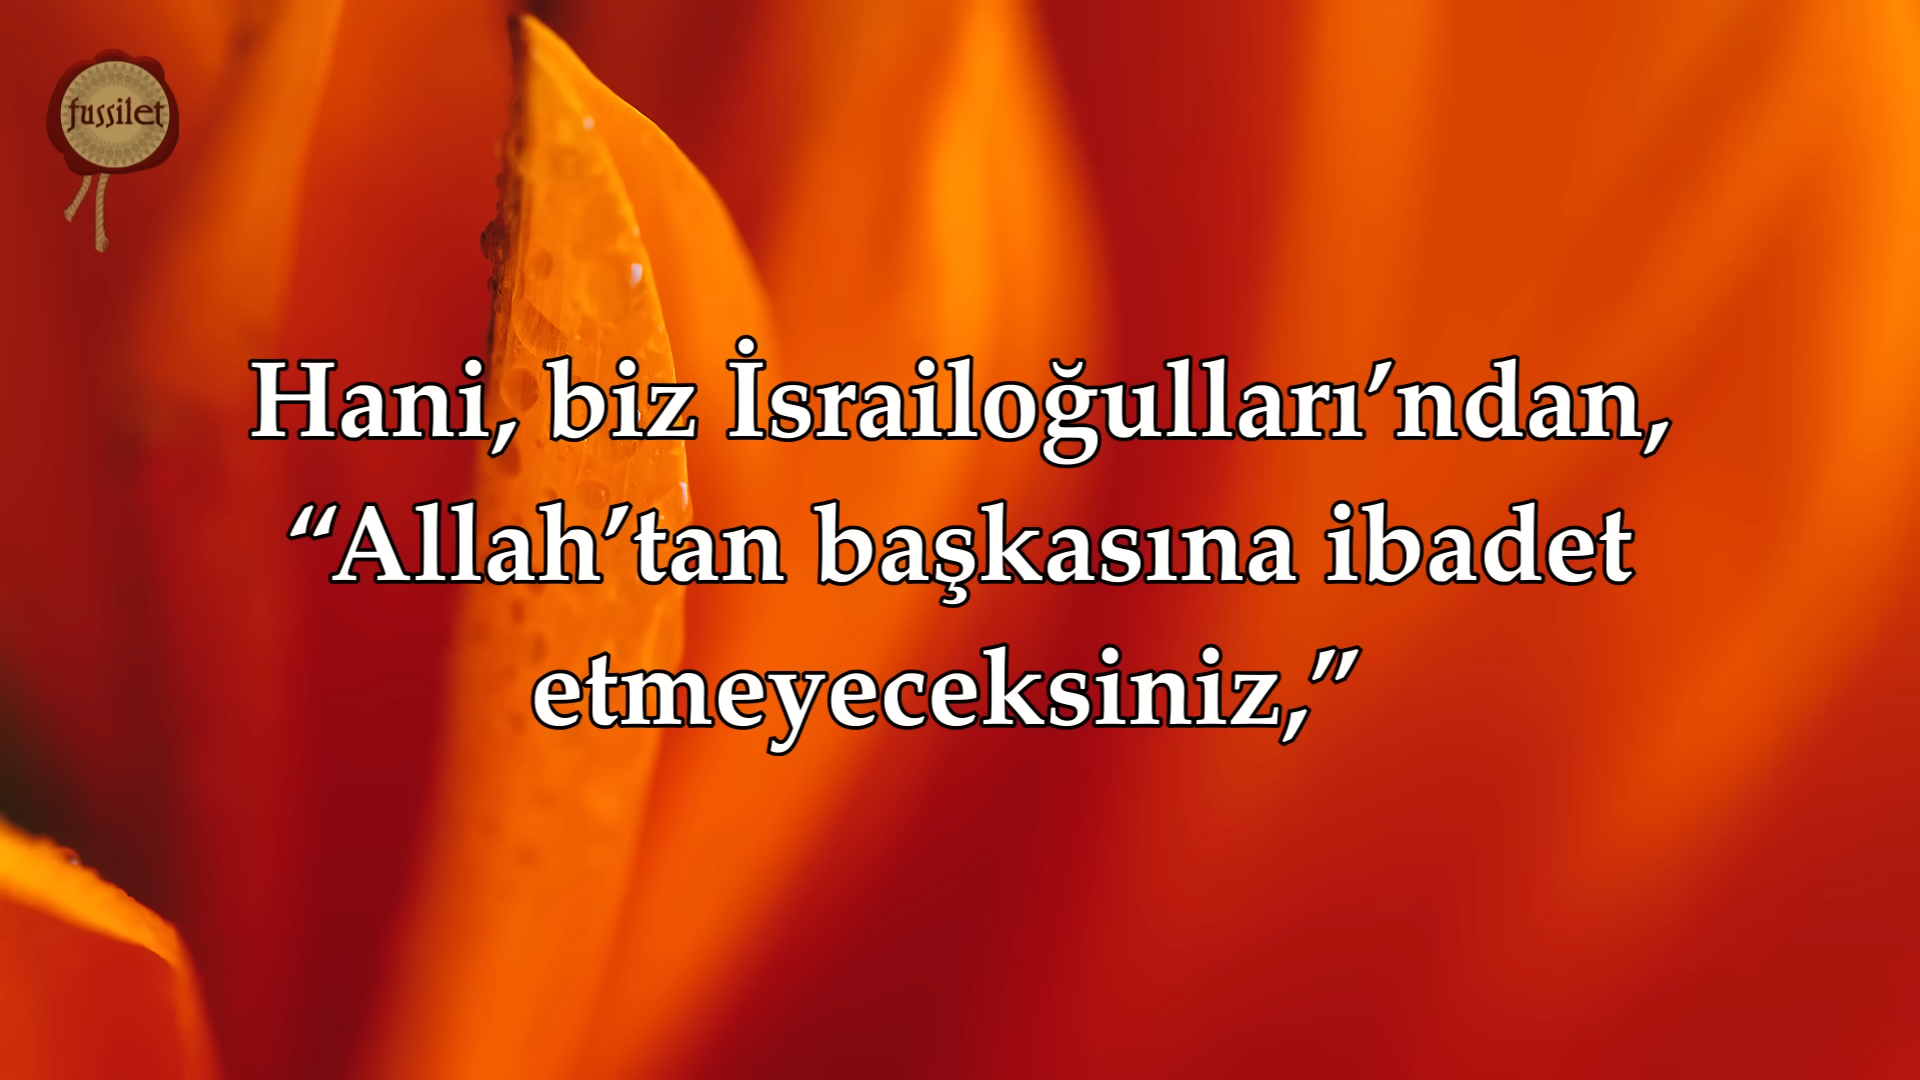 fussilet
Hani, biz İsrailoğulları’ndan,
“Allah’tan başkasına ibadet
etmeyeceksiniz,”